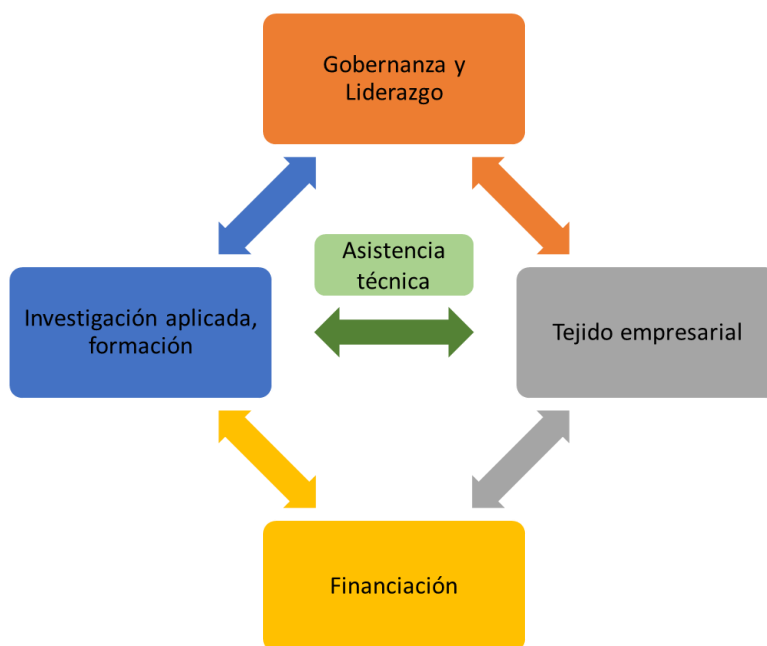 Gobernanza y
Liderazgo
Asistencia
técnica
Investigación aplicada,
formación
Tejido empresarial
Financiación